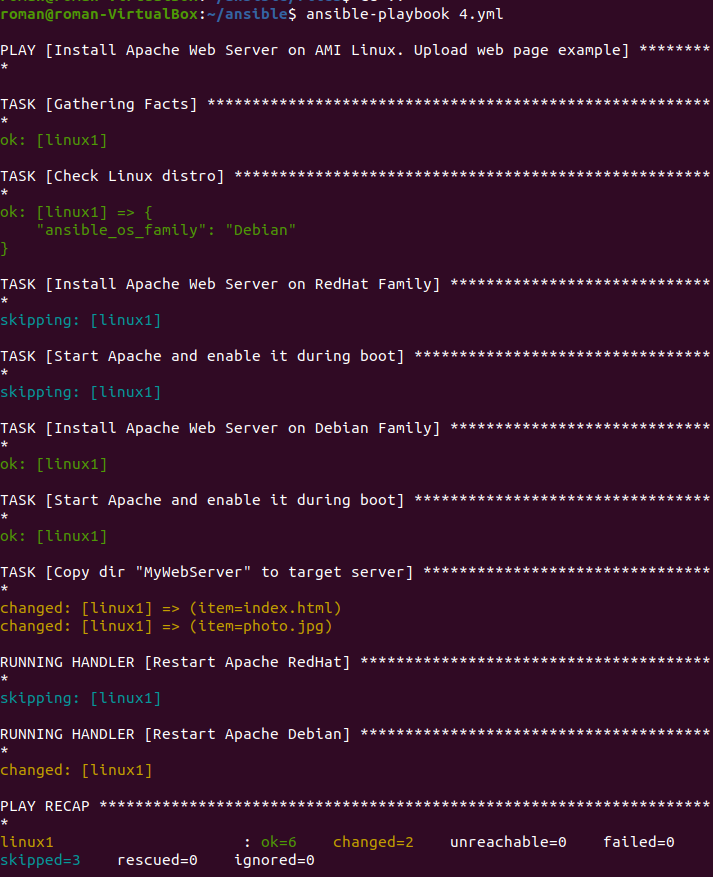 roman@roman-VirtualBox:~/ansible$ ansible-playbook 4.yml
PLAY [Install Apache Web Server on AMI Linux. Upload web page example] ********
*
TASK [Gathering Facts] ********************************************************
*
ok: [linux1]
TASK [Check Linux distro] *****************************************************
*
ok: [linux1] => {
    "ansible_os_family": "Debian"
}
TASK [Install Apache Web Server on RedHat Family] *****************************
*
skipping: [linux1]
TASK [Start Apache and enable it during boot] *********************************
*
skipping: [linux1]
TASK [Install Apache Web Server on Debian Family] *****************************
*
ok: [linux1]
TASK [Start Apache and enable it during boot] *********************************
*
ok: [linux1]
TASK [Copy dir "MyWebServer" to target server] ********************************
*
changed: [linux1] => (item=index.html)
changed: [linux1] => (item=photo.jpg)
RUNNING HANDLER [Restart Apache RedHat] ***************************************
*
skipping: [linux1]
RUNNING HANDLER [Restart Apache Debian] ***************************************
*
changed: [linux1]
PLAY RECAP ********************************************************************
*
linux1                     : ok=6    changed=2    unreachable=0    failed=0
skipped=3    rescued=0    ignored=0